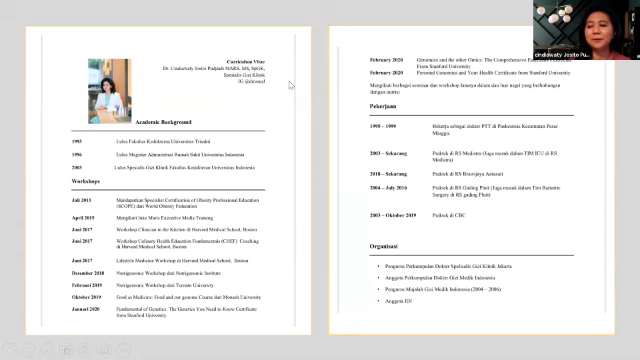 Curriculum Vitae
Dr. Cindiawaty Josito Pudjiadi MARS, MS, SpGK,
Spesialis Gizi Klinik
Academic Background
1993 Lulus Fakultas Kedokteran Universitas Trisakti
1996 Lulus Magister Administrasi Rumah Sakit Universitas Indonesia
2003 Lulus Spesialis Gizi Klinik Fakultas Kedokteran Universitas Indonesia
Workshops
Juli 2013 Mendapatkan Specialist Certification of Obesity Professional Education
(SCOPE) dari World Obesity Federation
April 2015 Mengikuti Inke Maris Executive Media Training
Juni 2017 Workshop Clinician in the Kitchen di Harvard Medical School, Boston
Juni 2017 Workshop Culinary Health Education Fundamentals (CHEF) Coaching
di Harvard Medical School, Boston
Juni 2017 Lifestyle Medicine Workshop di Harvard Medical School, Boston
Desember 2018 Nutrigenomic Workshop dari Nutrigenomic Institute
Februari 2019 Nutrigenomic Workshop dari Toronto University
Oktober 2019 Food as Medicine: Food and our genome Course dari Monash University
Januari 2020 Fundamental of Genetics: The Genetics You Need to Know Certificate
from Stanford University
February 2020 Genomics and the other Omics: The Comprehensive
From Stanford University
February 2020 Personal Genomics and Your Health Certificate from Stanford University
Mengikuti berbagai seminar dan workshop lainnya dalam dan luar negri yang berhubungan
dengan nutrisi
Pekerjaan
1995 – 1999 Bekerja sebagai dokter PTT di Puskesmas Kecamatan Pasar
Minggu
2003 – Sekarang Praktek di RS Medistra (Juga masuk dalam TIM ICU di RS
Medistra)
2018 – Sekarang Praktek di RS Brawijaya Antasari
2004 – July 2016 Praktek di RS Gading Pluit (Juga masuk dalam Tim Bariatric
Surgery di RS gading Pluit)
2003 – Oktober 2019 Praktek di CBC
Organisasi
• Pengurus Perkumpulan Dokter Spesialis Gizi Klinik Jakarta
• Anggota Perkumpulan Dokter Gizi Medik Indonesia
• Pengurus Majalah Gizi Medik Indonesia (2004 – 2006)
• Anggota IDI
cindiawaty Josito Pu...